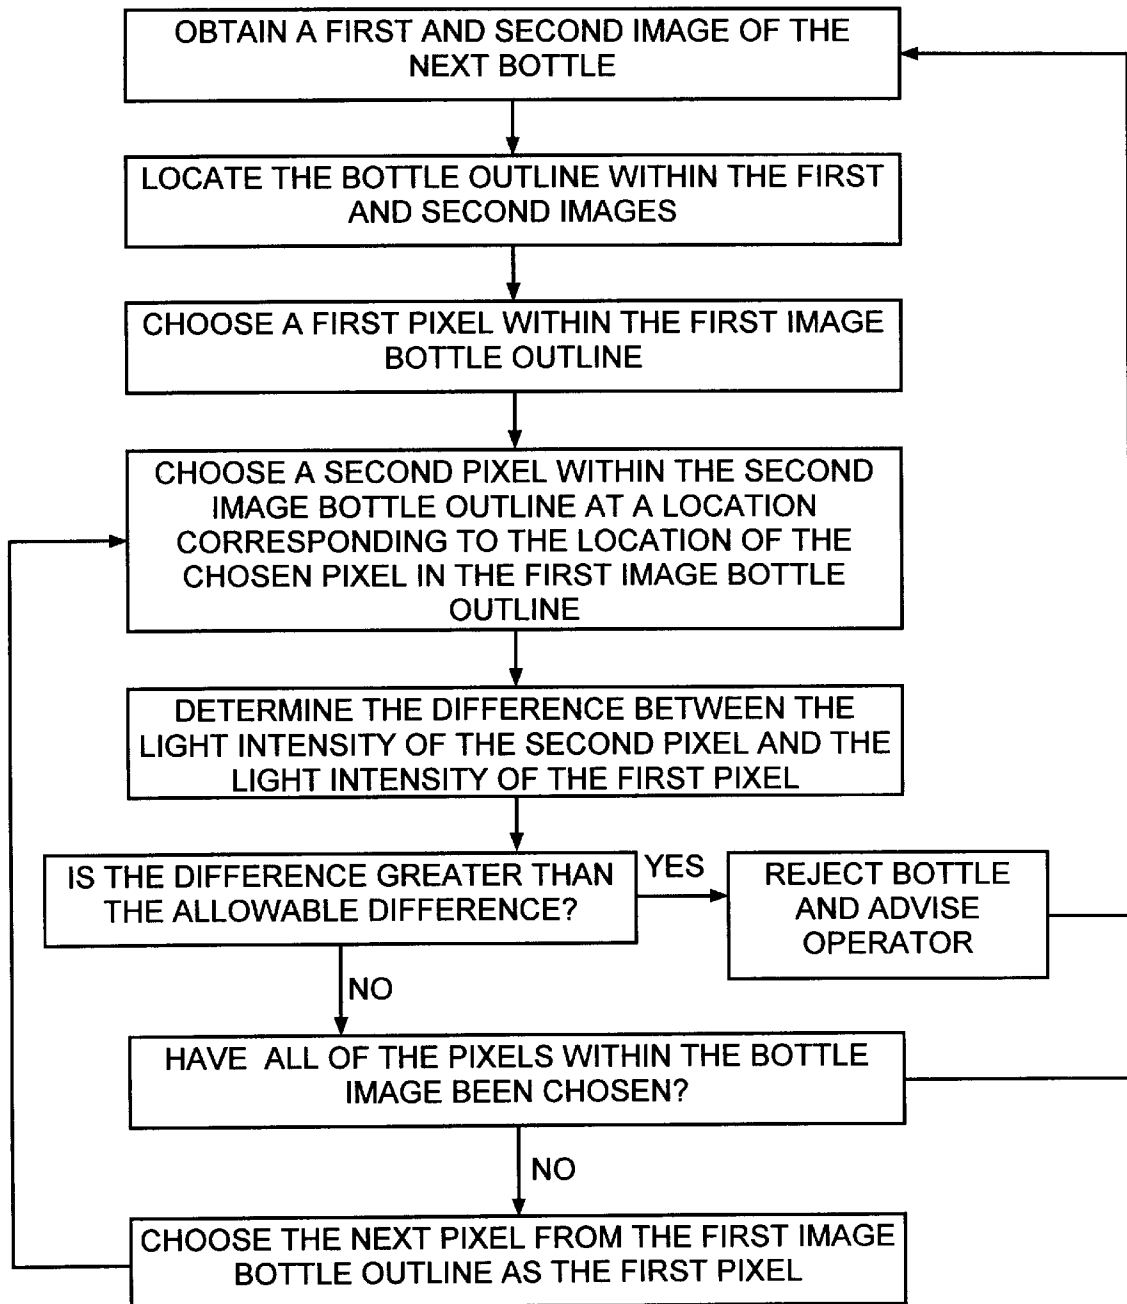 OBTAIN A FIRST AND SECOND IMAGE OF THE
NEXT BOTTLE
LOCATE THE BOTTLE OUTLINE WITHIN THE FIRST
AND SECOND IMAGES
CHOOSE A FIRST PIXEL WITHIN THE FIRST IMAGE
BOTTLE OUTLINE
CHOOSE A SECOND PIXEL WITHIN THE SECOND
IMAGE BOTTLE OUTLINE AT A LOCATION
CORRESPONDING TO THE LOCATION OF THE
CHOSEN PIXEL IN THE FIRST IMAGE BOTTLE
OUTLINE
DETERMINE THE DIFFERENCE BETWEEN THE
LIGHT INTENSITY OF THE SECOND PIXEL AND THE
LIGHT INTENSITY OF THE FIRST PIXEL
IS THE DIFFERENCE GREATER THAN
THE ALLOWABLE DIFFERENCE?
YES
REJECT BOTTLE
AND ADVISE
OPERATOR
NO
HAVE ALL OF THE PIXELS WITHIN THE BOTTLE
IMAGE BEEN CHOSEN?
NO
CHOOSE THE NEXT PIXEL FROM THE FIRST IMAGE
BOTTLE OUTLINE AS THE FIRST PIXEL